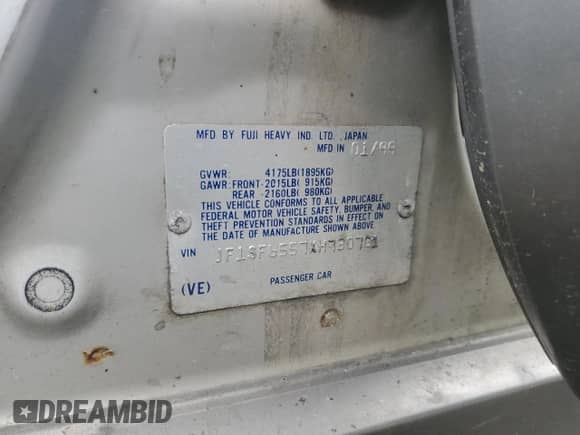 MFD BY FUJI HEAVY IND. LTD., JAPAN
MFD IN 01/99
GVWR: 4175LB(1895KG)
GAWR:FRONT-2015LB( 915KG)
REAR -2160LB( 980KG)
THIS VEHICLE CONFORMS TO ALL APPLICABLE
FEDERAL MOTOR VEHICLE SAFETY, BUMPER, AND
THEFT PREVENTION STANDARDS IN EFFECT ON
THE DATE OF MANUFACTURE SHOWN ABOVE
VIN JF1SF6557XH730701
PASSENGER CAR
(VE)
DREAMBID